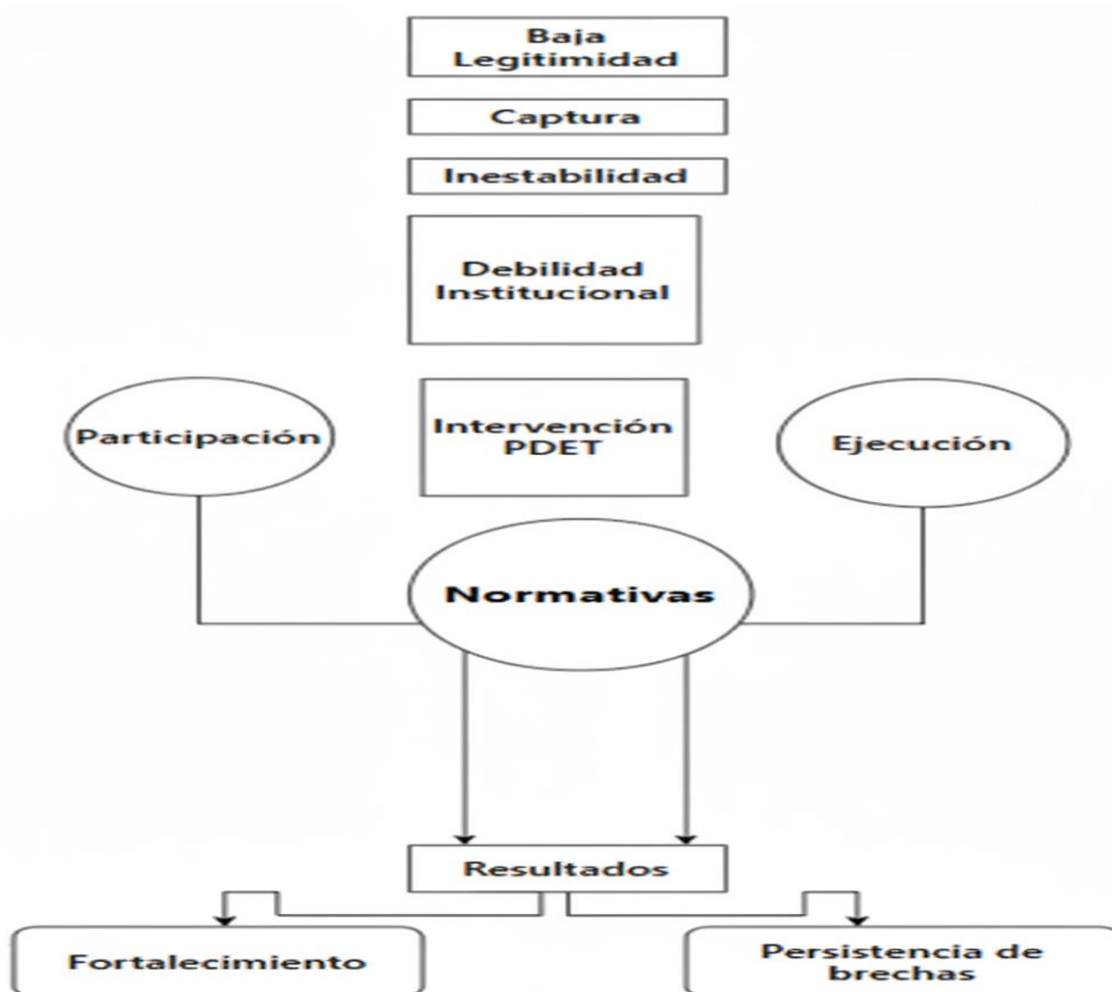 Baja
Legitimidad
Captura
Inestabilidad
Debilidad
Institucional
Participación
Intervención
PDET
Ejecución
Normativas
Resultados
Fortalecimiento
Persistencia de
brechas